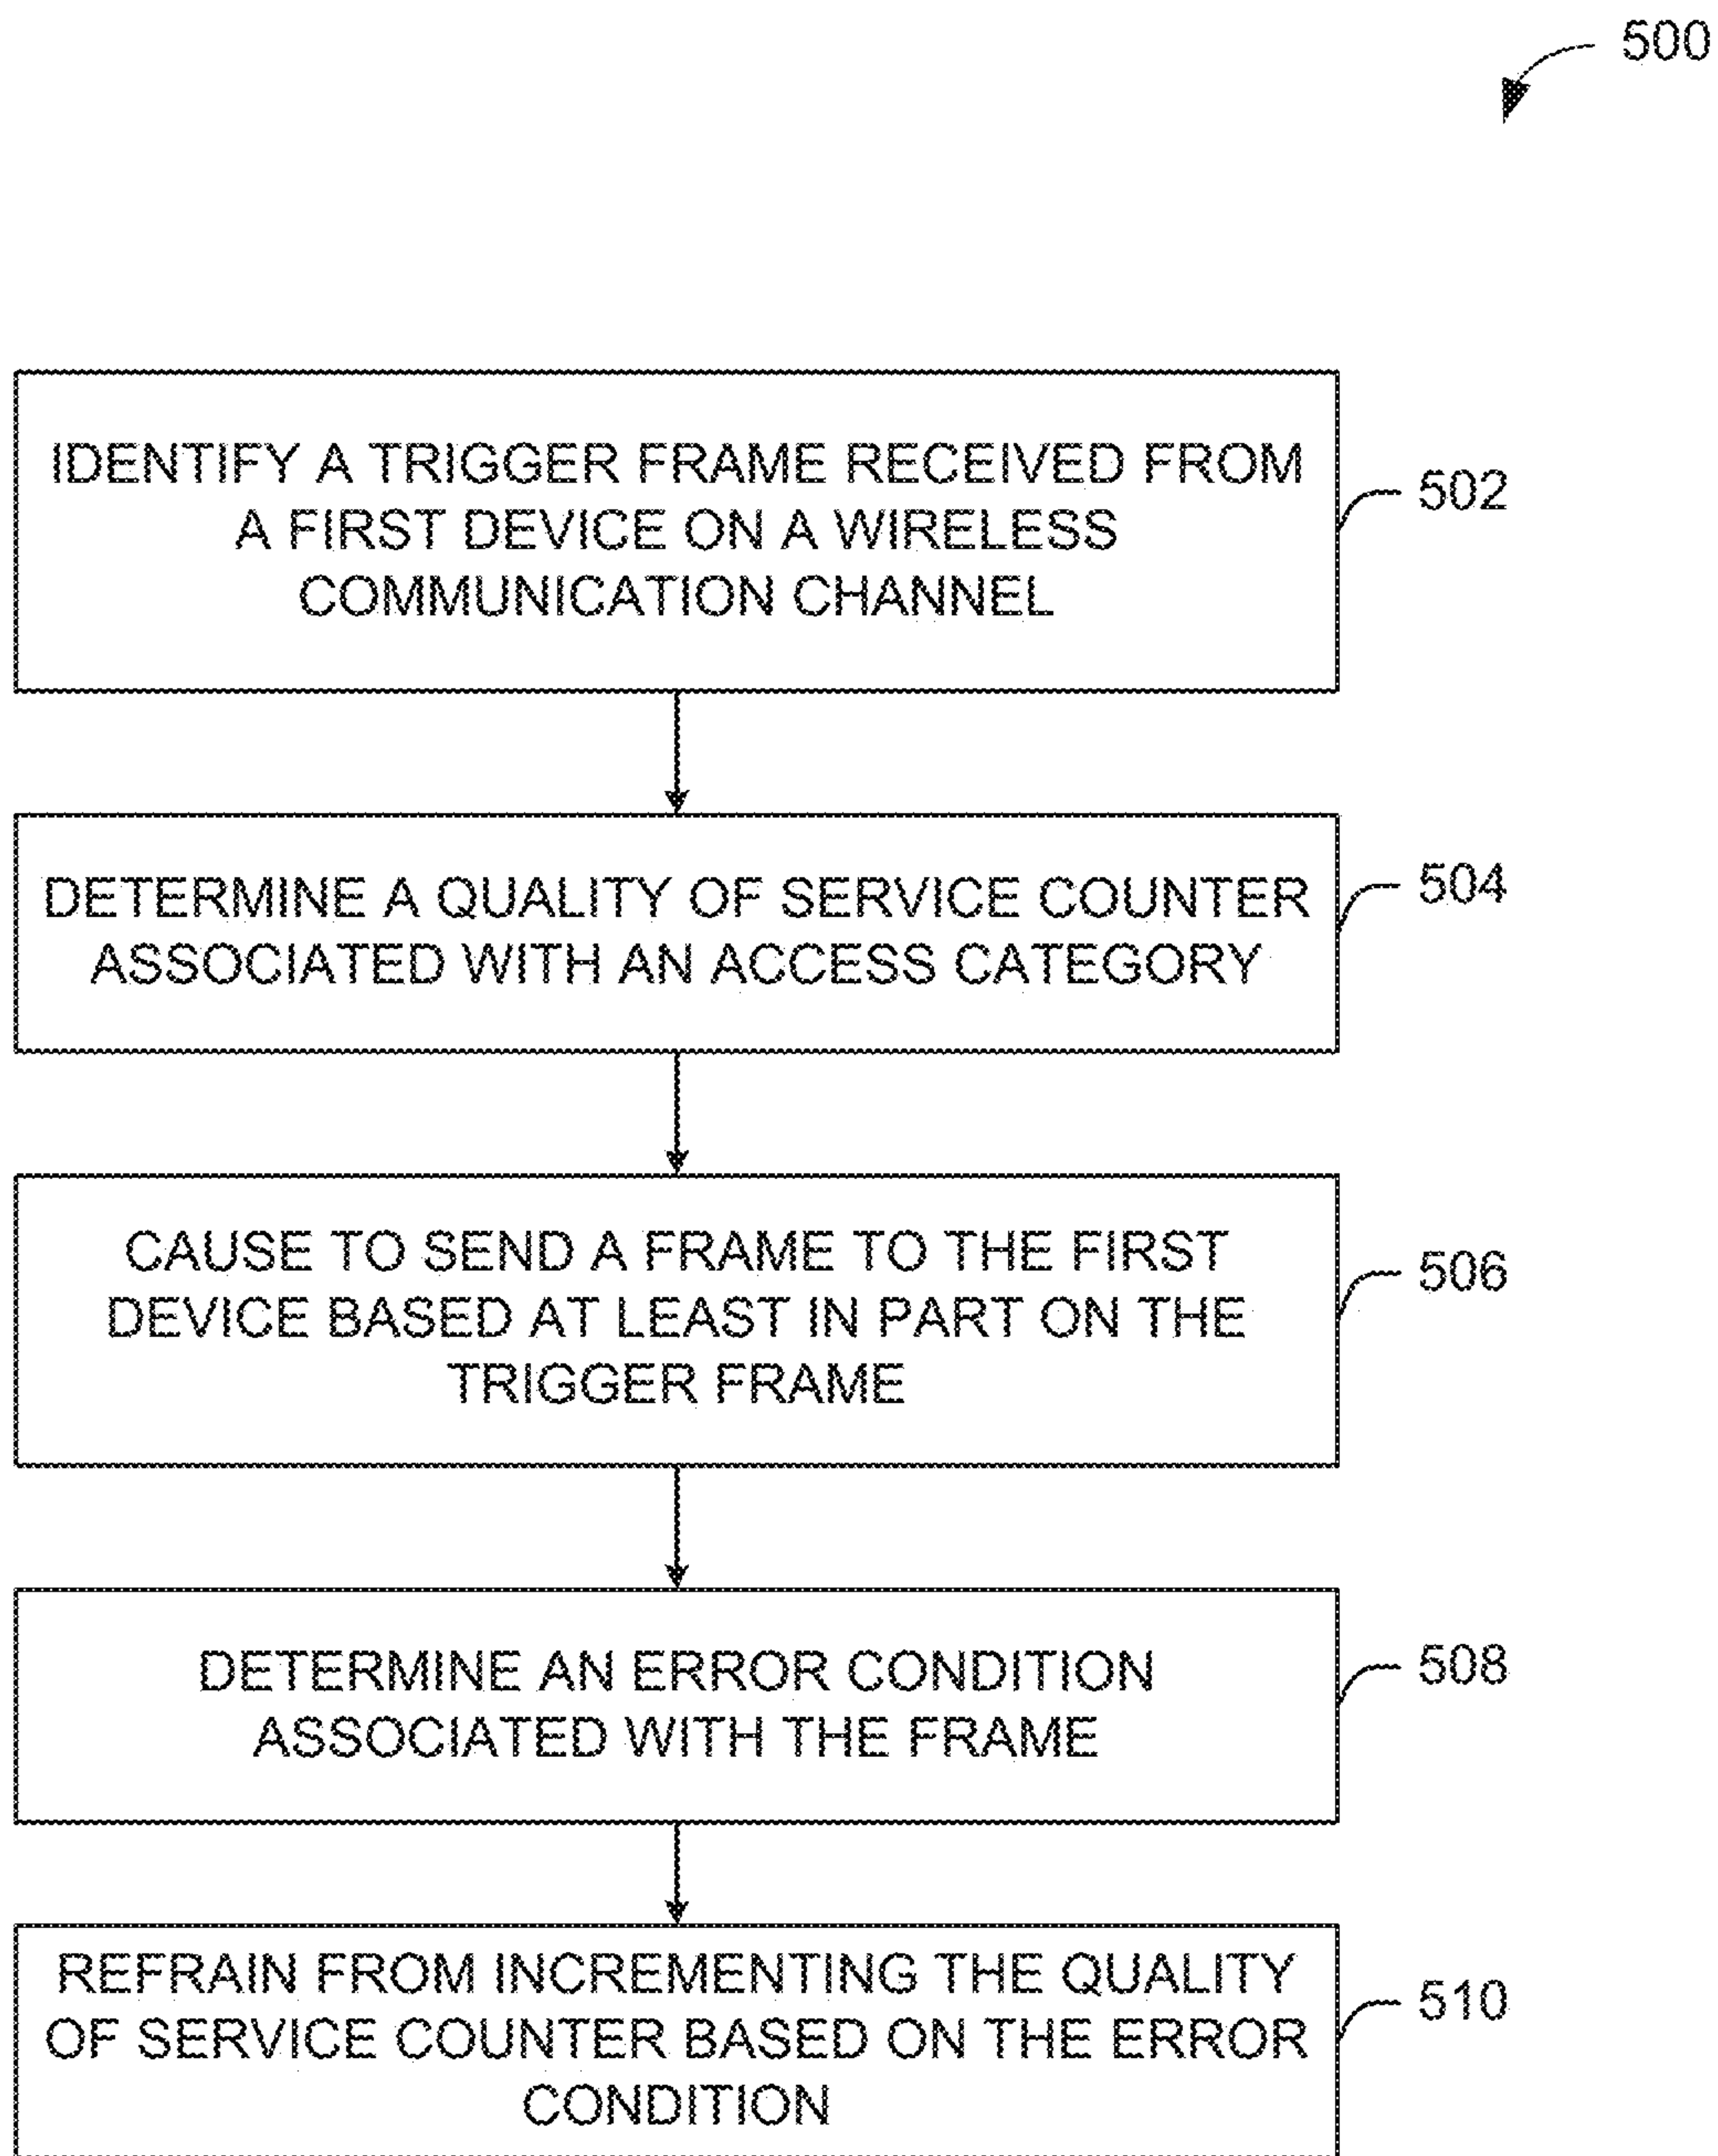 500
IDENTIFY A TRIGGER FRAME RECEIVED FROM
A FIRST DEVICE ON A WIRELESS
COMMUNICATION CHANNEL
502
DETERMINE A QUALITY OF SERVICE COUNTER
ASSOCIATED WITH AN ACCESS CATEGORY
504
CAUSE TO SEND A FRAME TO THE FIRST
DEVICE BASED AT LEAST IN PART ON THE
TRIGGER FRAME
506
DETERMINE AN ERROR CONDITION
ASSOCIATED WITH THE FRAME
508
REFRAIN FROM INCREMENTING THE QUALITY
OF SERVICE COUNTER BASED ON THE ERROR
CONDITION
510